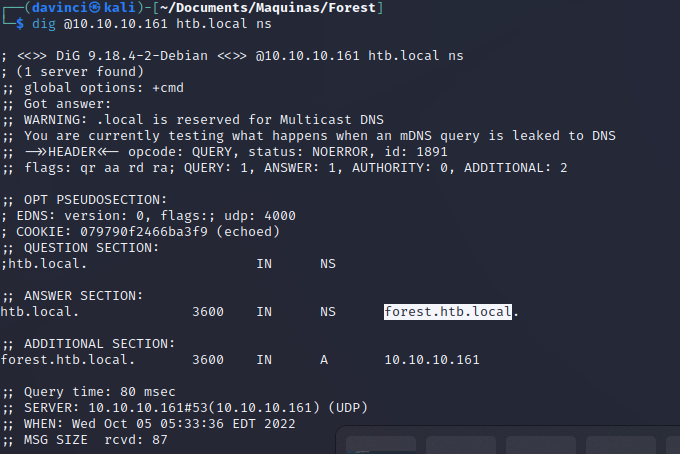 ┌──(davinci㉿kali)-[~/Documents/Maquinas/Forest]
└─$ dig @10.10.10.161 htb.local ns
; <<>> DiG 9.18.4-2-Debian <<>> @10.10.10.161 htb.local ns
; (1 server found)
;; global options: +cmd
;; Got answer:
;; WARNING: .local is reserved for Multicast DNS
;; You are currently testing what happens when an mDNS query is leaked to DNS
;; ->>HEADER<<- opcode: QUERY, status: NOERROR, id: 1891
;; flags: qr aa rd ra; QUERY: 1, ANSWER: 1, AUTHORITY: 0, ADDITIONAL: 2
;; OPT PSEUDOSECTION:
; EDNS: version: 0, flags:; udp: 4000
; COOKIE: 079790f2466ba3f9 (echoed)
;; QUESTION SECTION:
;htb.local. IN NS
;; ANSWER SECTION:
htb.local. 3600 IN NS forest.htb.local.
;; ADDITIONAL SECTION:
forest.htb.local. 3600 IN A 10.10.10.161
;; Query time: 80 msec
;; SERVER: 10.10.10.161#53(10.10.10.161) (UDP)
;; WHEN: Wed Oct 05 05:33:36 EDT 2022
;; MSG SIZE rcvd: 87